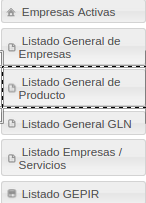 Empresas Activas
Listado General de
Empresas
Listado General de
Producto
Listado General GLN
Listado Empresas /
Servicios
Listado GEPIR